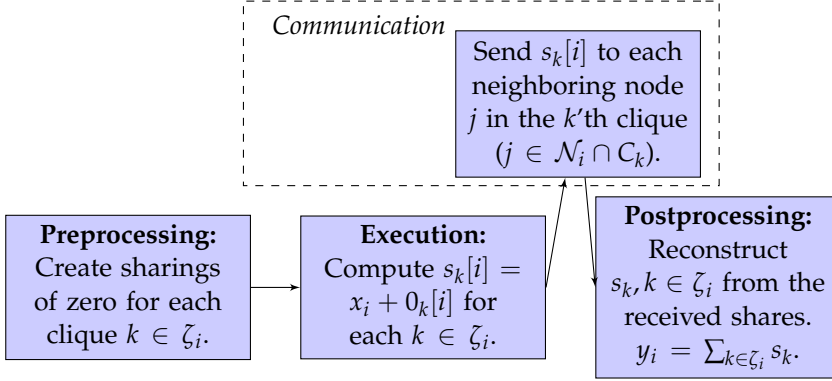 Communication
Send s_k[i] to each
neighboring node
j in the k'th clique
(j ∈ 𝒩_i ∩ C_k).
Preprocessing:
Create sharings
of zero for each
clique k ∈ ζ_i.
Execution:
Compute s_k[i] =
x_i + 0_k[i] for
each k ∈ ζ_i.
Postprocessing:
Reconstruct
s_k, k ∈ ζ_i from the
received shares.
y_i = ∑_{k∈ζ_i} s_k.